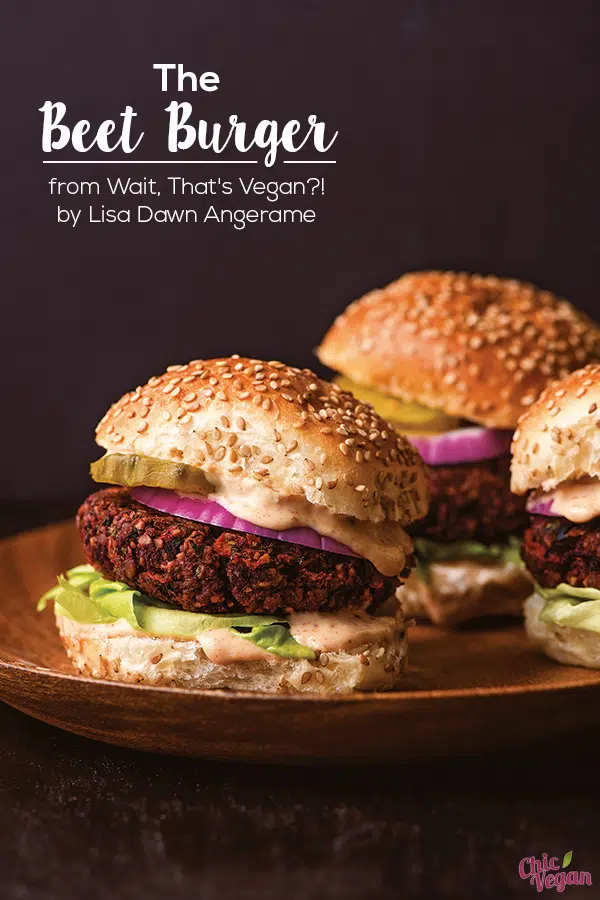 The
Beet Burger
from Wait, That's Vegan?!
by Lisa Dawn Angerame
Chic
Vegan